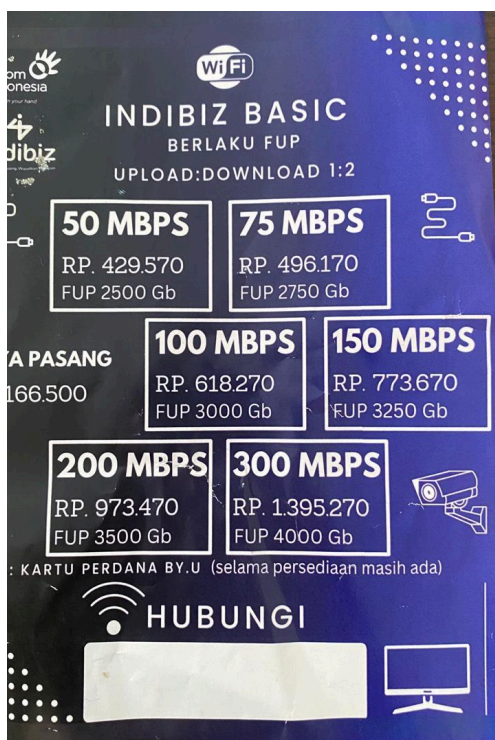 om
onesia
WiFi
dibiz
INDIBIZ BASIC
BERLAKU FUP
UPLOAD:DOWNLOAD 1:2
50 MBPS
RP. 429.570
FUP 2500 Gb
75 MBPS
RP. 496.170
FUP 2750 Gb
A PASANG
166.500
100 MBPS
RP. 618.270
FUP 3000 Gb
150 MBPS
RP. 773.670
FUP 3250 Gb
200 MBPS
RP. 973.470
FUP 3500 Gb
300 MBPS
RP. 1.395.270
FUP 4000 Gb
: KARTU PERDANA BY.U (selama persediaan masih ada)
HUBUNGI